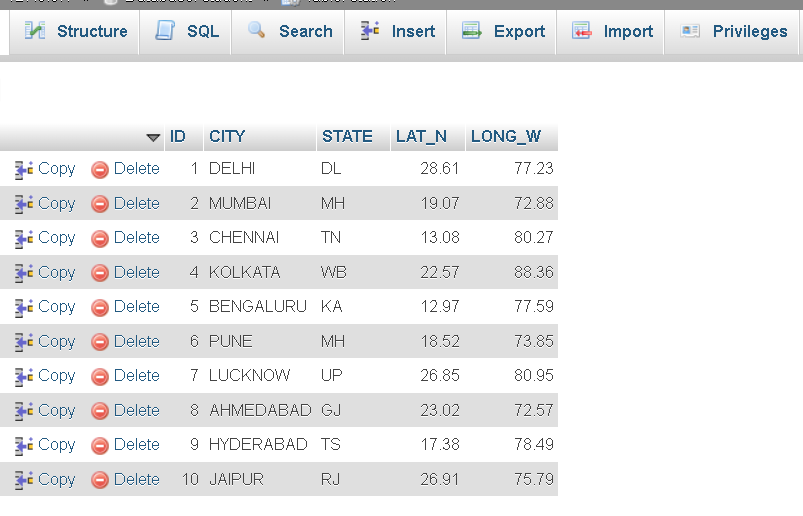 Structure SQL Search Insert Export Import Privileges
ID CITY STATE LAT_N LONG_W
Copy Delete 1 DELHI DL 28.61 77.23
Copy Delete 2 MUMBAI MH 19.07 72.88
Copy Delete 3 CHENNAI TN 13.08 80.27
Copy Delete 4 KOLKATA WB 22.57 88.36
Copy Delete 5 BENGALURU KA 12.97 77.59
Copy Delete 6 PUNE MH 18.52 73.85
Copy Delete 7 LUCKNOW UP 26.85 80.95
Copy Delete 8 AHMEDABAD GJ 23.02 72.57
Copy Delete 9 HYDERABAD TS 17.38 78.49
Copy Delete 10 JAIPUR RJ 26.91 75.79